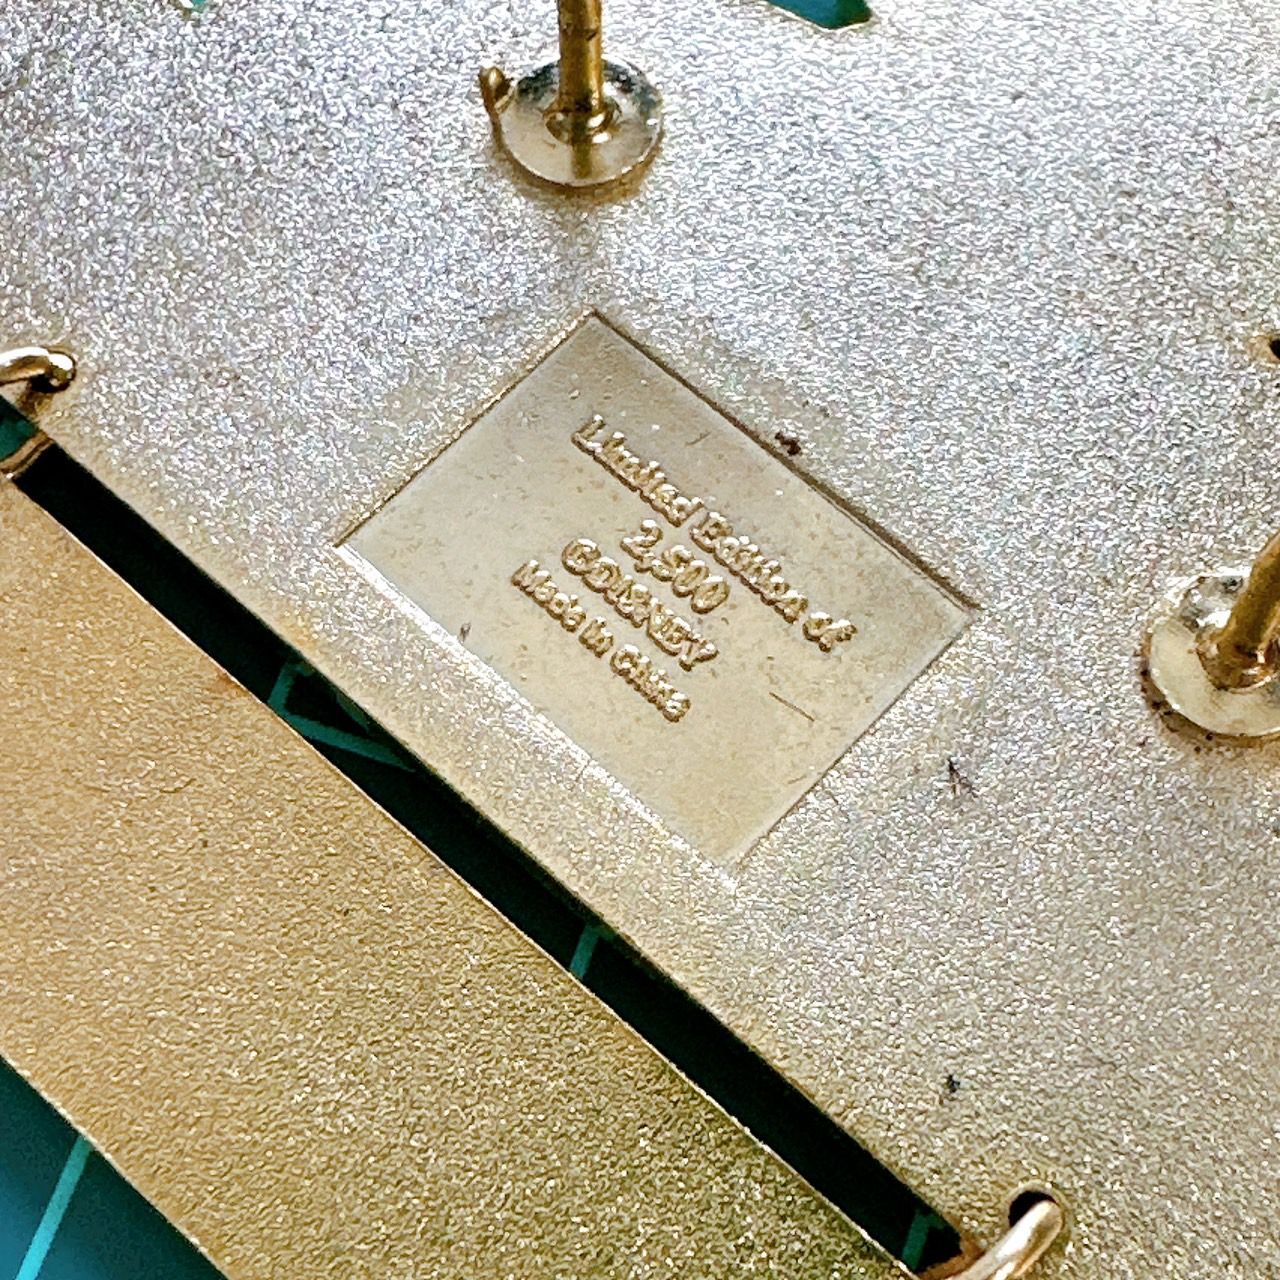 Limited Edition of
2,500
©DISNEY
Made in China